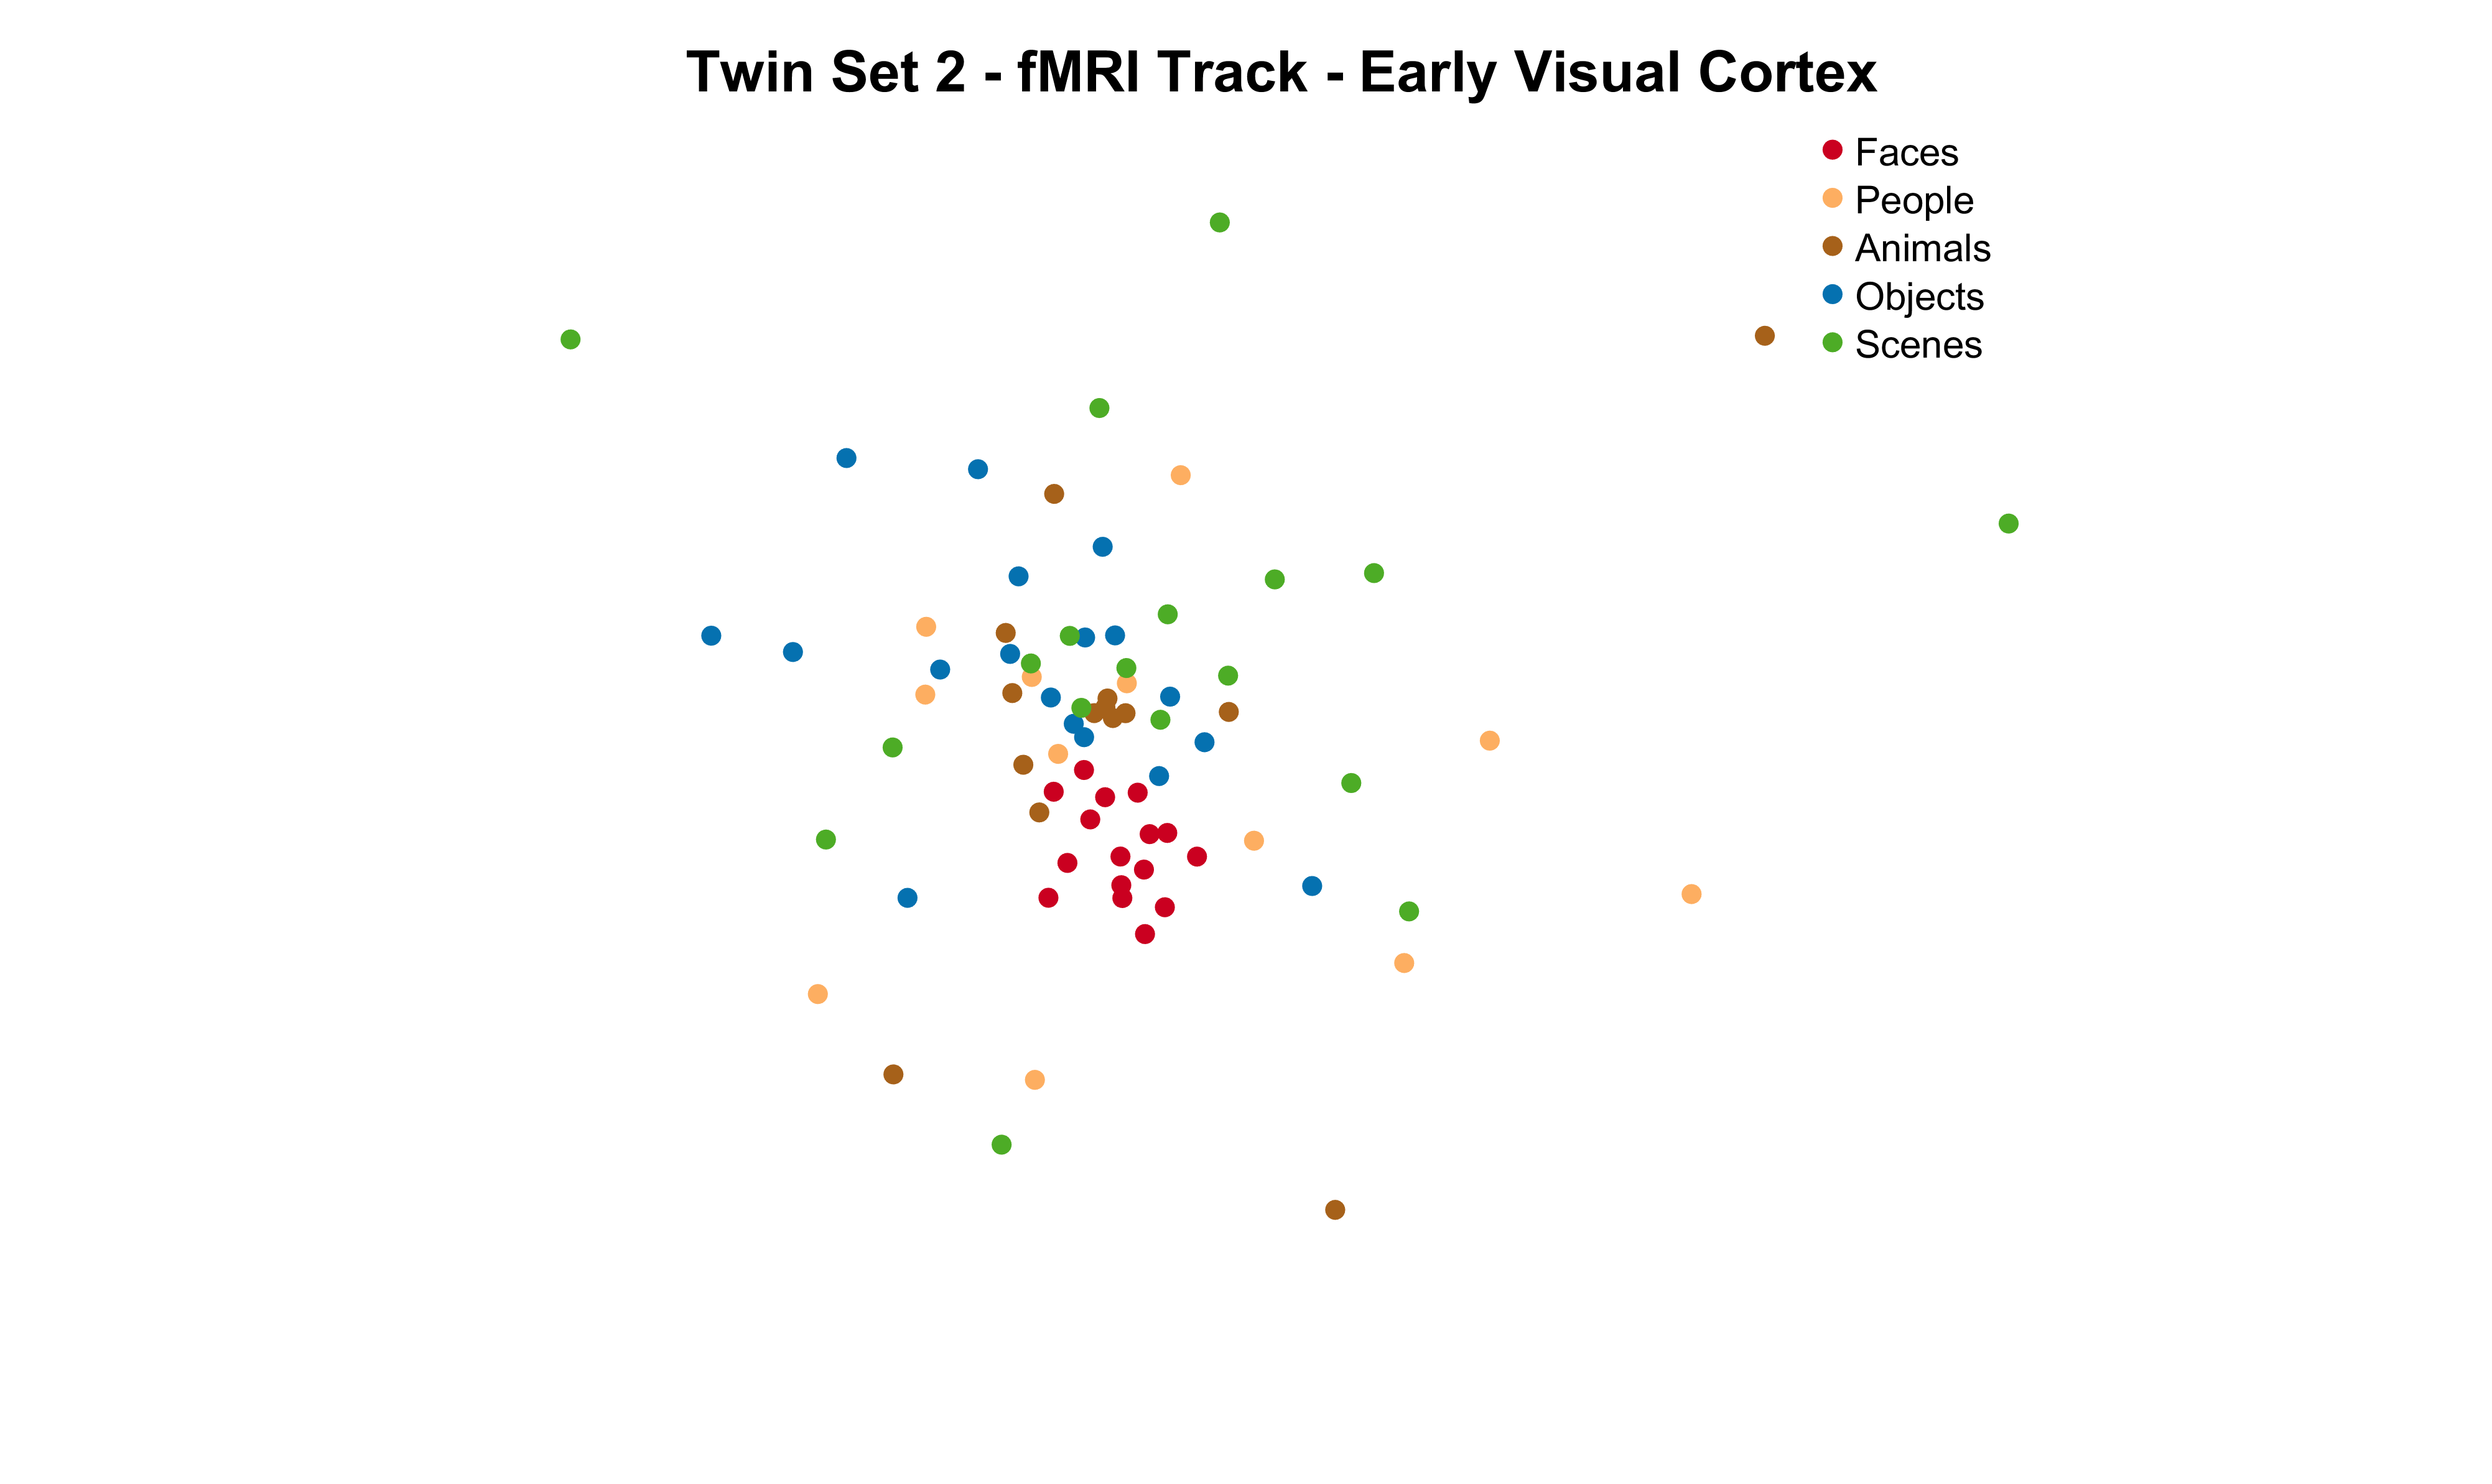 Twin Set 2 - fMRI Track - Early Visual Cortex
Faces
People
Animals
Objects
Scenes